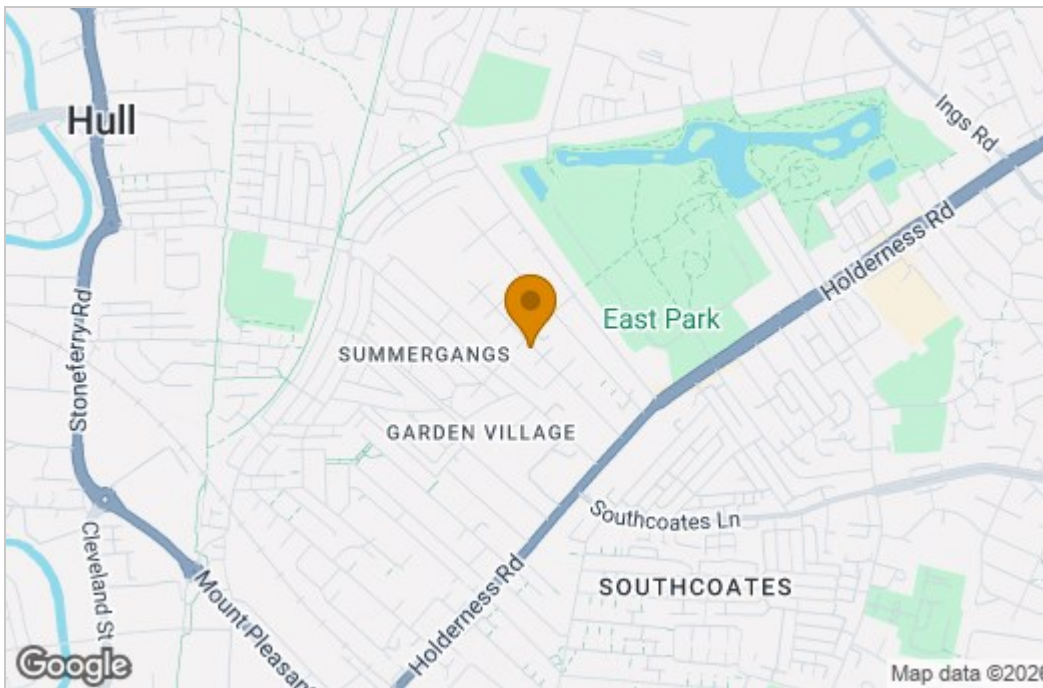 Hull
Ings Rd
Holderness Rd
East Park
Stoneferry Rd
SUMMERGANGS
GARDEN VILLAGE
Southcoates Ln
Cleveland St
Mount Pleasant
Holderness Rd
SOUTHCOATES
Google
Map data ©2026